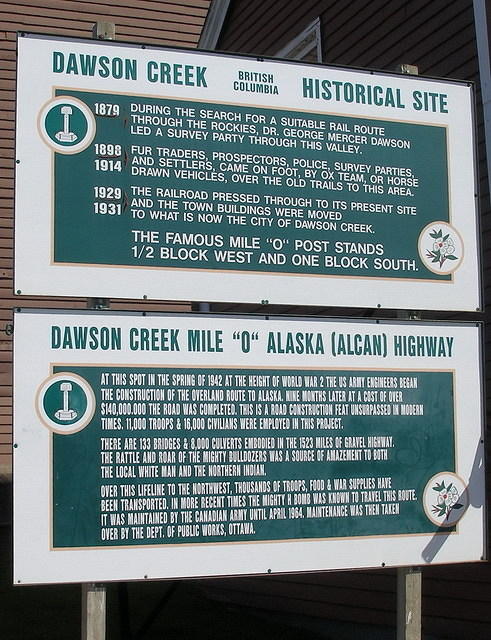 DAWSON CREEK BRITISH COLUMBIA HISTORICAL SITE
1879 DURING THE SEARCH FOR A SUITABLE RAIL ROUTE
THROUGH THE ROCKIES, DR. GEORGE MERCER DAWSON
LED A SURVEY PARTY THROUGH THIS VALLEY.
1898 FUR TRADERS, PROSPECTORS, POLICE, SURVEY PARTIES,
1914 AND SETTLERS, CAME ON FOOT, BY OX TEAM, OR HORSE
DRAWN VEHICLES, OVER THE OLD TRAILS TO THIS AREA.
1929 THE RAILROAD PRESSED THROUGH TO ITS PRESENT SITE
1931 AND THE TOWN BUILDINGS WERE MOVED
TO WHAT IS NOW THE CITY OF DAWSON CREEK.
THE FAMOUS MILE "O" POST STANDS
1/2 BLOCK WEST AND ONE BLOCK SOUTH.
DAWSON CREEK MILE "O" ALASKA (ALCAN) HIGHWAY
AT THIS SPOT IN THE SPRING OF 1942 AT THE HEIGHT OF WORLD WAR 2 THE US ARMY ENGINEERS BEGAN
THE CONSTRUCTION OF THE OVERLAND ROUTE TO ALASKA. NINE MONTHS LATER AT A COST OF OVER
$140,000.000 THE ROAD WAS COMPLETED. THIS IS A ROAD CONSTRUCTION FEAT UNSURPASSED IN MODERN
TIMES. 11,000 TROOPS & 16,000 CIVILIANS WERE EMPLOYED IN THIS PROJECT.
THERE ARE 133 BRIDGES & 8,000 CULVERTS EMBODIED IN THE 1523 MILES OF GRAVEL HIGHWAY.
THE RATTLE AND ROAR OF THE MIGHTY BULLDOZERS WAS A SOURCE OF AMAZEMENT TO BOTH
THE LOCAL WHITE MAN AND THE NORTHERN INDIAN.
OVER THIS LIFELINE TO THE NORTHWEST, THOUSANDS OF TROOPS, FOOD & WAR SUPPLIES HAVE
BEEN TRANSPORTED. IN MORE RECENT TIMES THE MIGHTY H BOMB WAS KNOWN TO TRAVEL THIS ROUTE.
IT WAS MAINTAINED BY THE CANADIAN ARMY UNTIL APRIL 1964. MAINTENANCE WAS THEN TAKEN
OVER BY THE DEPT. OF PUBLIC WORKS, OTTAWA.